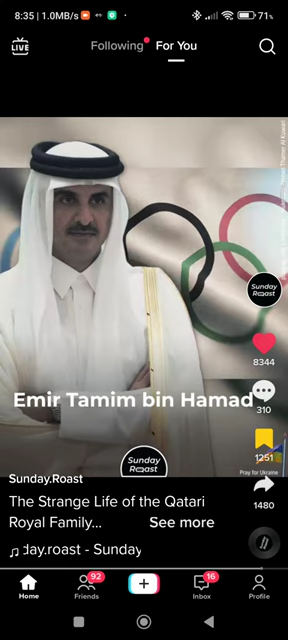 8:35 | 1.0MB/s
71%
LIVE
Following
For You
Sunday
Roast
8344
Emir Tamim bin Hamad
310
1251
Sunday
Roast
Pray for Ukraine
Sunday.Roast
1480
The Strange Life of the Qatari
Royal Family... See more
day.roast - Sunday
92
16
Home
Friends
Inbox
Profile